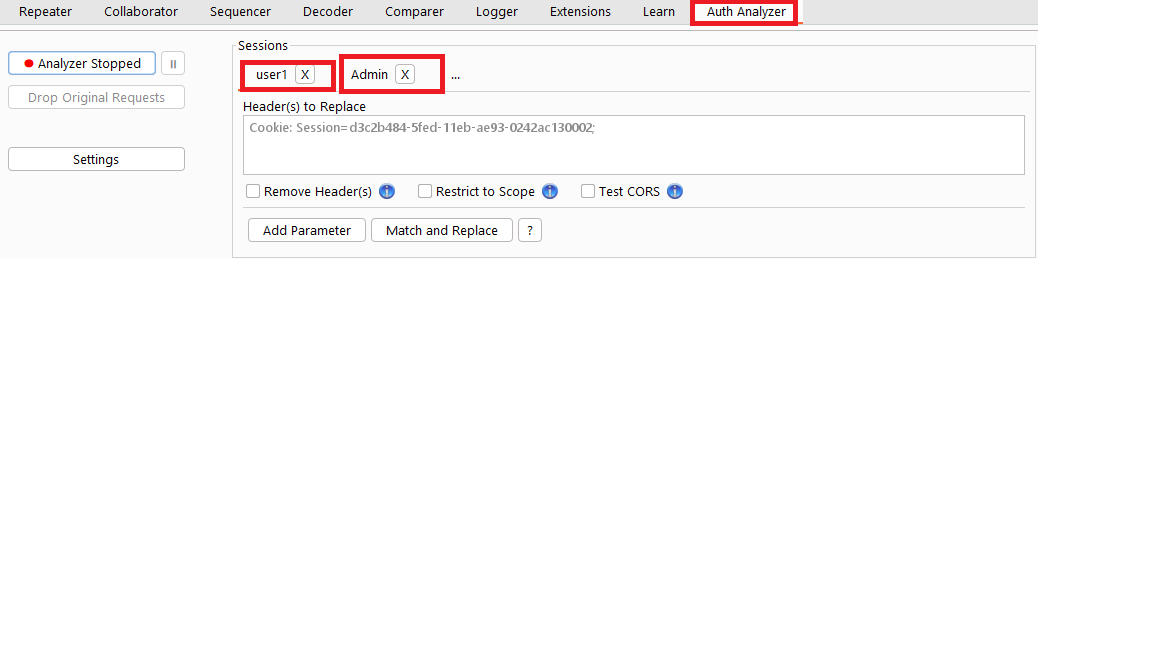 Repeater Collaborator Sequencer Decoder Comparer Logger Extensions Learn Auth Analyzer
Analyzer Stopped
Drop Original Requests
Settings
Sessions
user1 X Admin X ...
Header(s) to Replace
Cookie: Session=d3c2b484-5fed-11eb-ae93-0242ac130002;
Remove Header(s) i Restrict to Scope i Test CORS i
Add Parameter Match and Replace ?